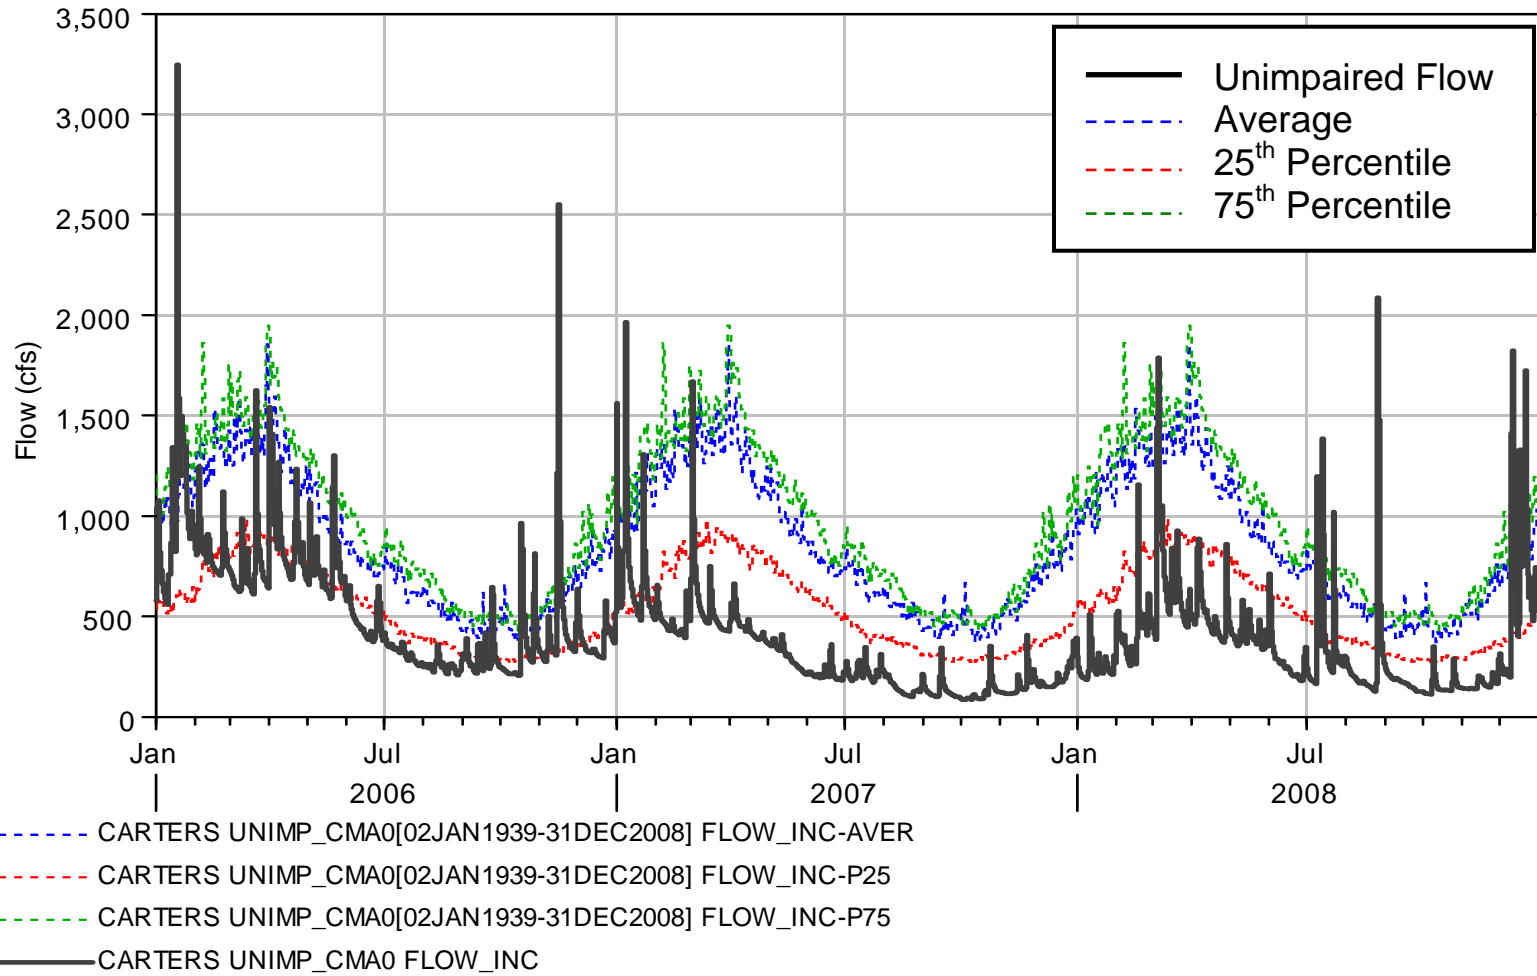 3,500
3,000
2,500
2,000
1,500
1,000
500
0
Flow (cfs)
Unimpaired Flow
Average
25th Percentile
75th Percentile
Jan Jul Jan Jul Jan Jul
2006 2007 2008
CARTERS UNIMP_CMA0[02JAN1939-31DEC2008] FLOW_INC-AVER
CARTERS UNIMP_CMA0[02JAN1939-31DEC2008] FLOW_INC-P25
CARTERS UNIMP_CMA0[02JAN1939-31DEC2008] FLOW_INC-P75
CARTERS UNIMP_CMA0 FLOW_INC